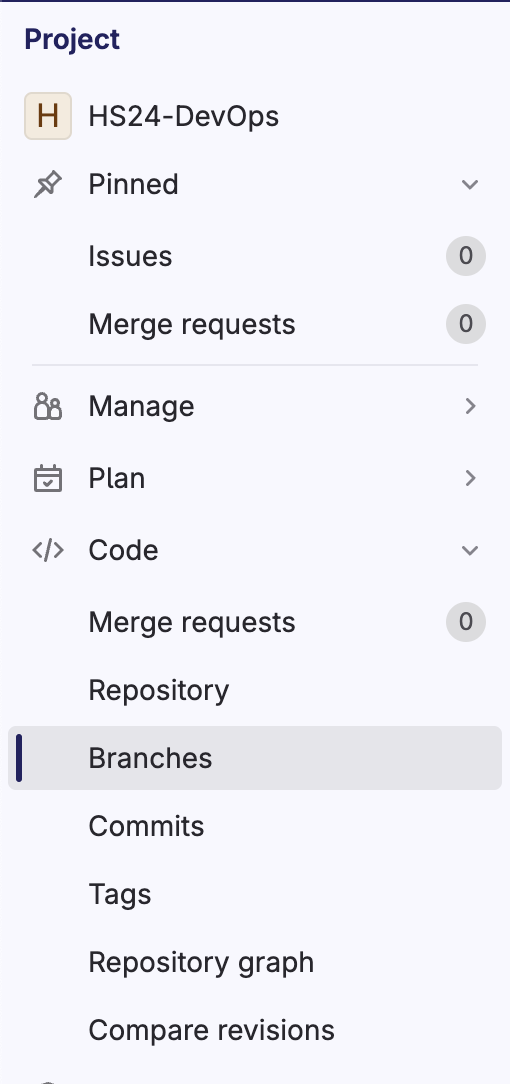 Project
H HS24-DevOps
Pinned
Issues 0
Merge requests 0
Manage
Plan
Code
Merge requests 0
Repository
Branches
Commits
Tags
Repository graph
Compare revisions